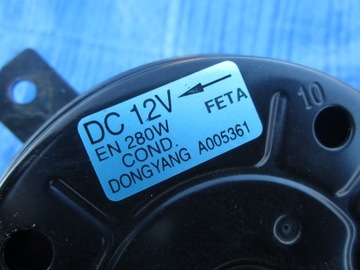 DC 12V
FETA
EN 280W
COND.
DONGYANG A005361
10